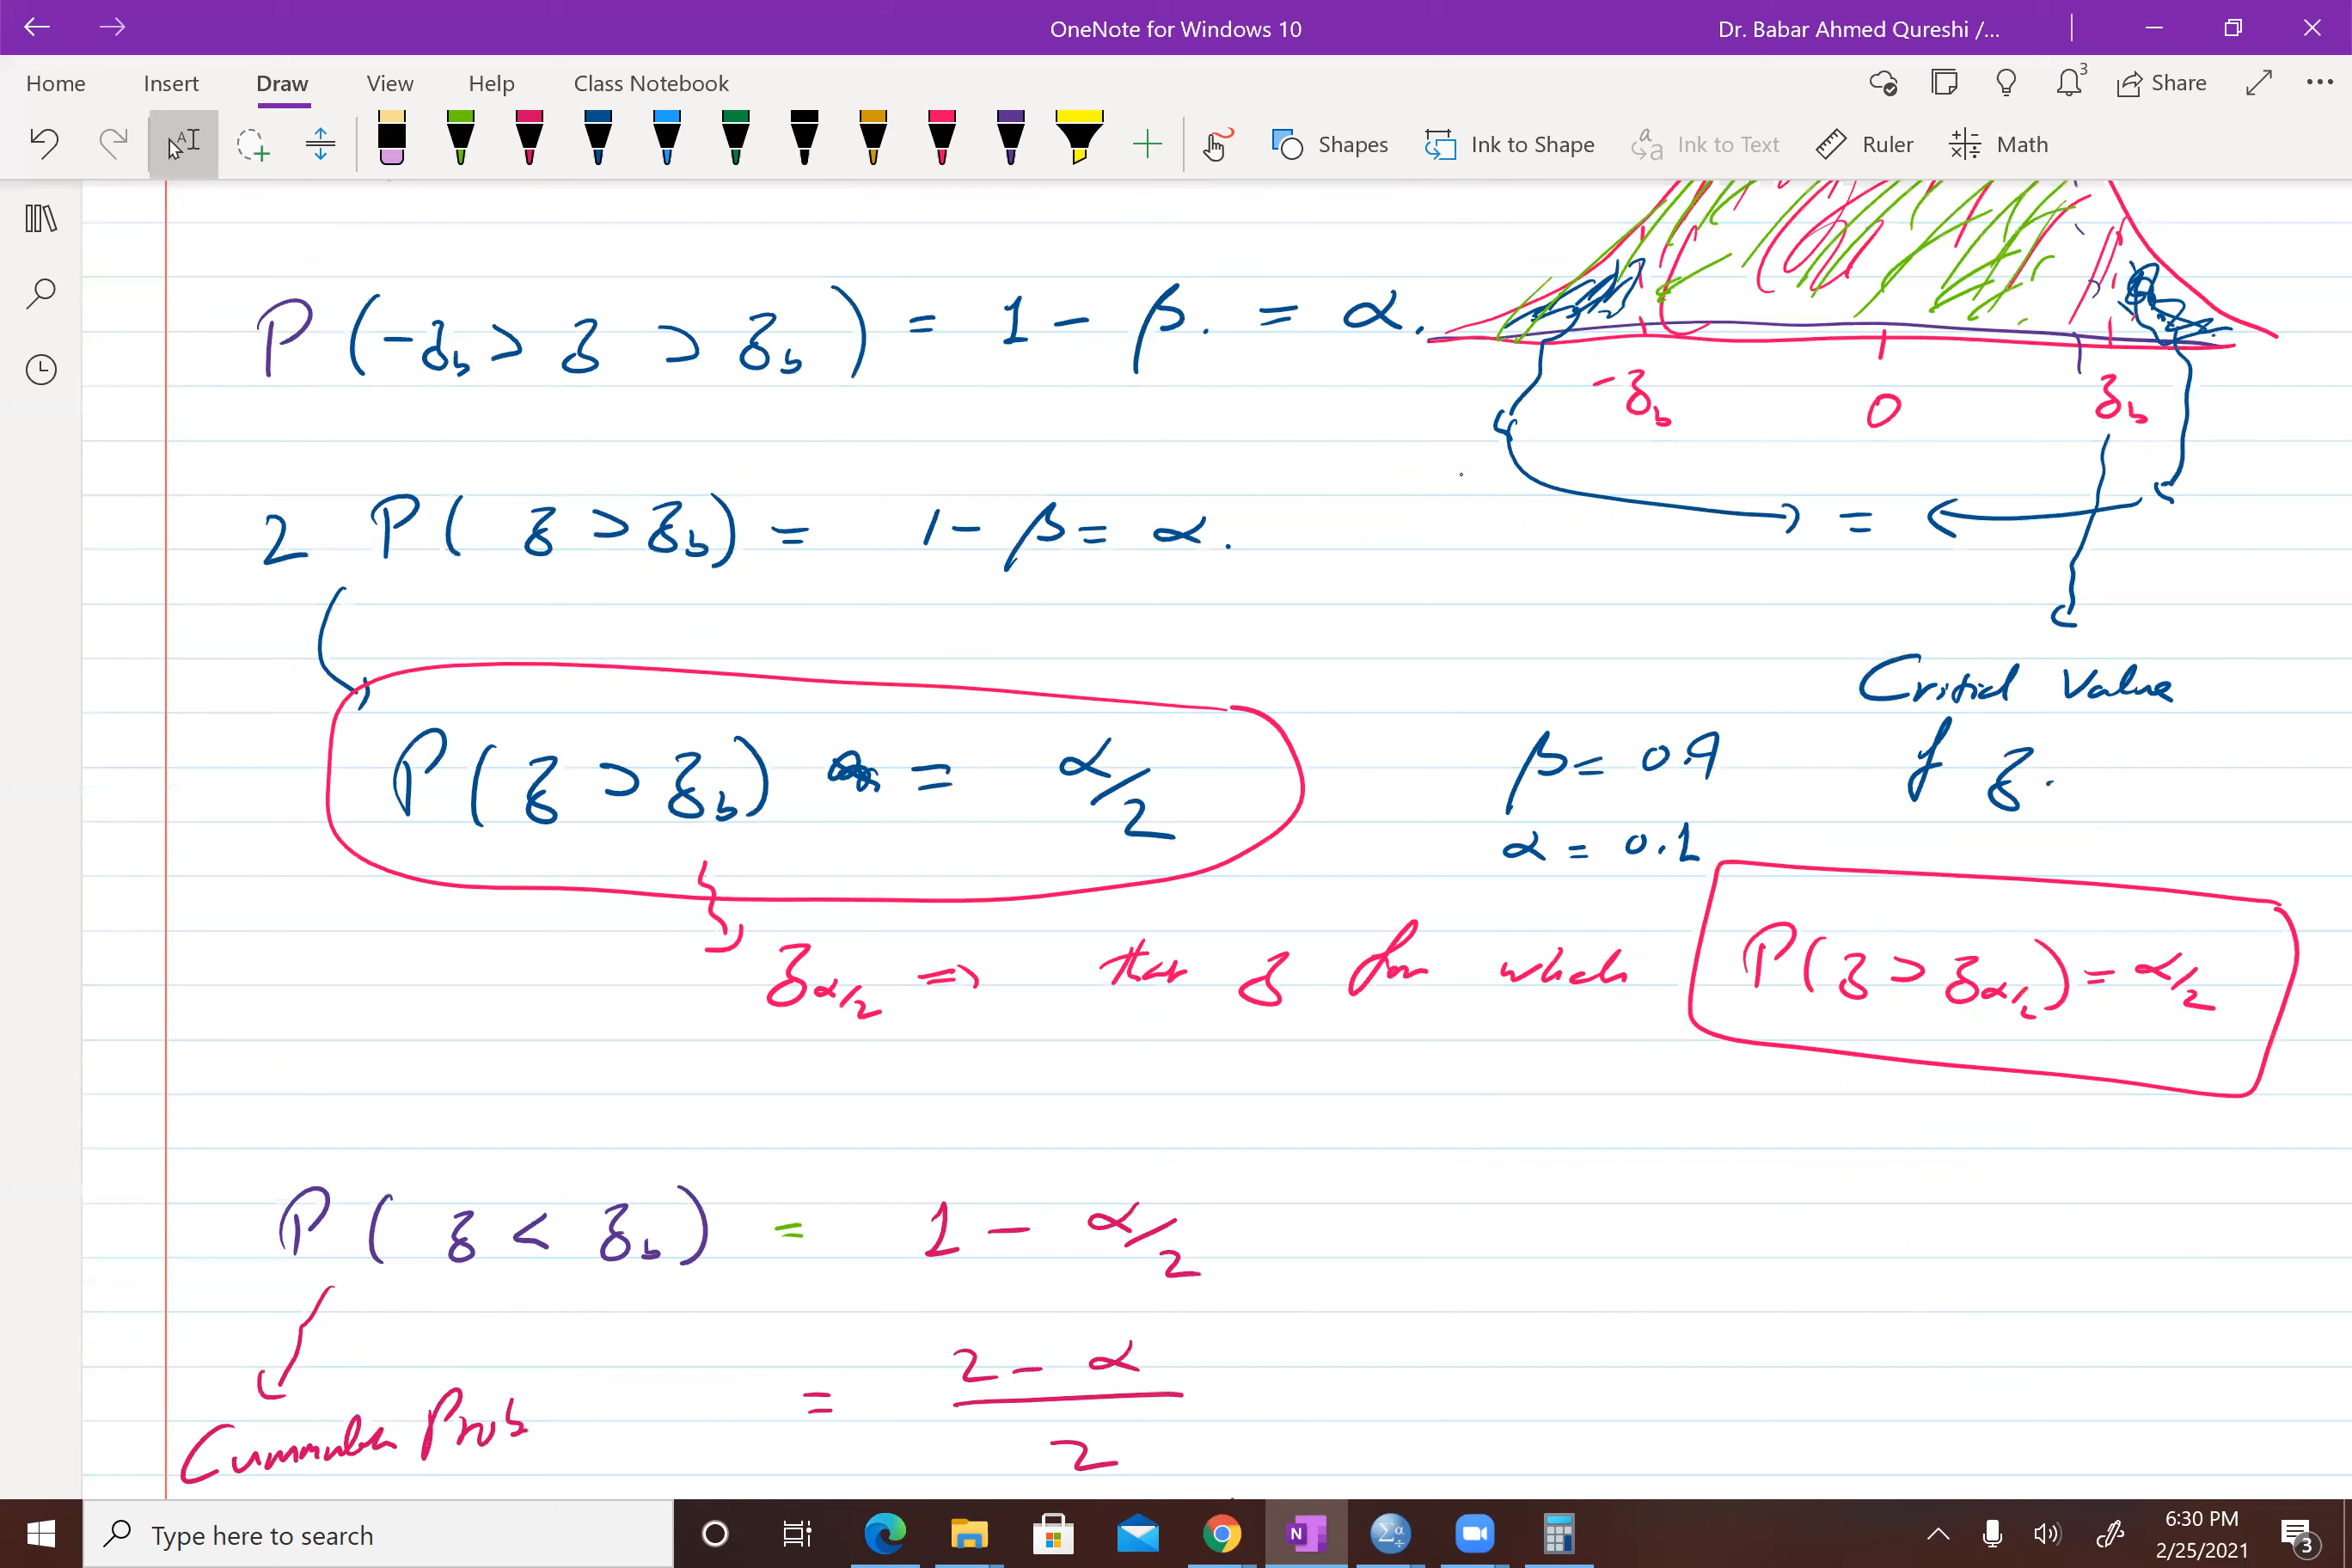 OneNote for Windows 10
Dr. Babar Ahmed Qureshi /...
Home Insert Draw View Help Class Notebook
3
Share
Shapes Ink to Shape Ink to Text Ruler Math
P (-z_b > z > z_b) = 1 - β. = α.
-z_b 0 z_b
2 P( z > z_b) = 1 - β = α.
=
Critical Value
of z.
P( z > z_b) = α/2
β = 0.9
α = 0.1
z_α/2 => that z for which P(z > z_α/2) = α/2
P ( z < z_b) = 1 - α/2
= 2 - α
2
Prob
Type here to search
6:30 PM
2/25/2021
3